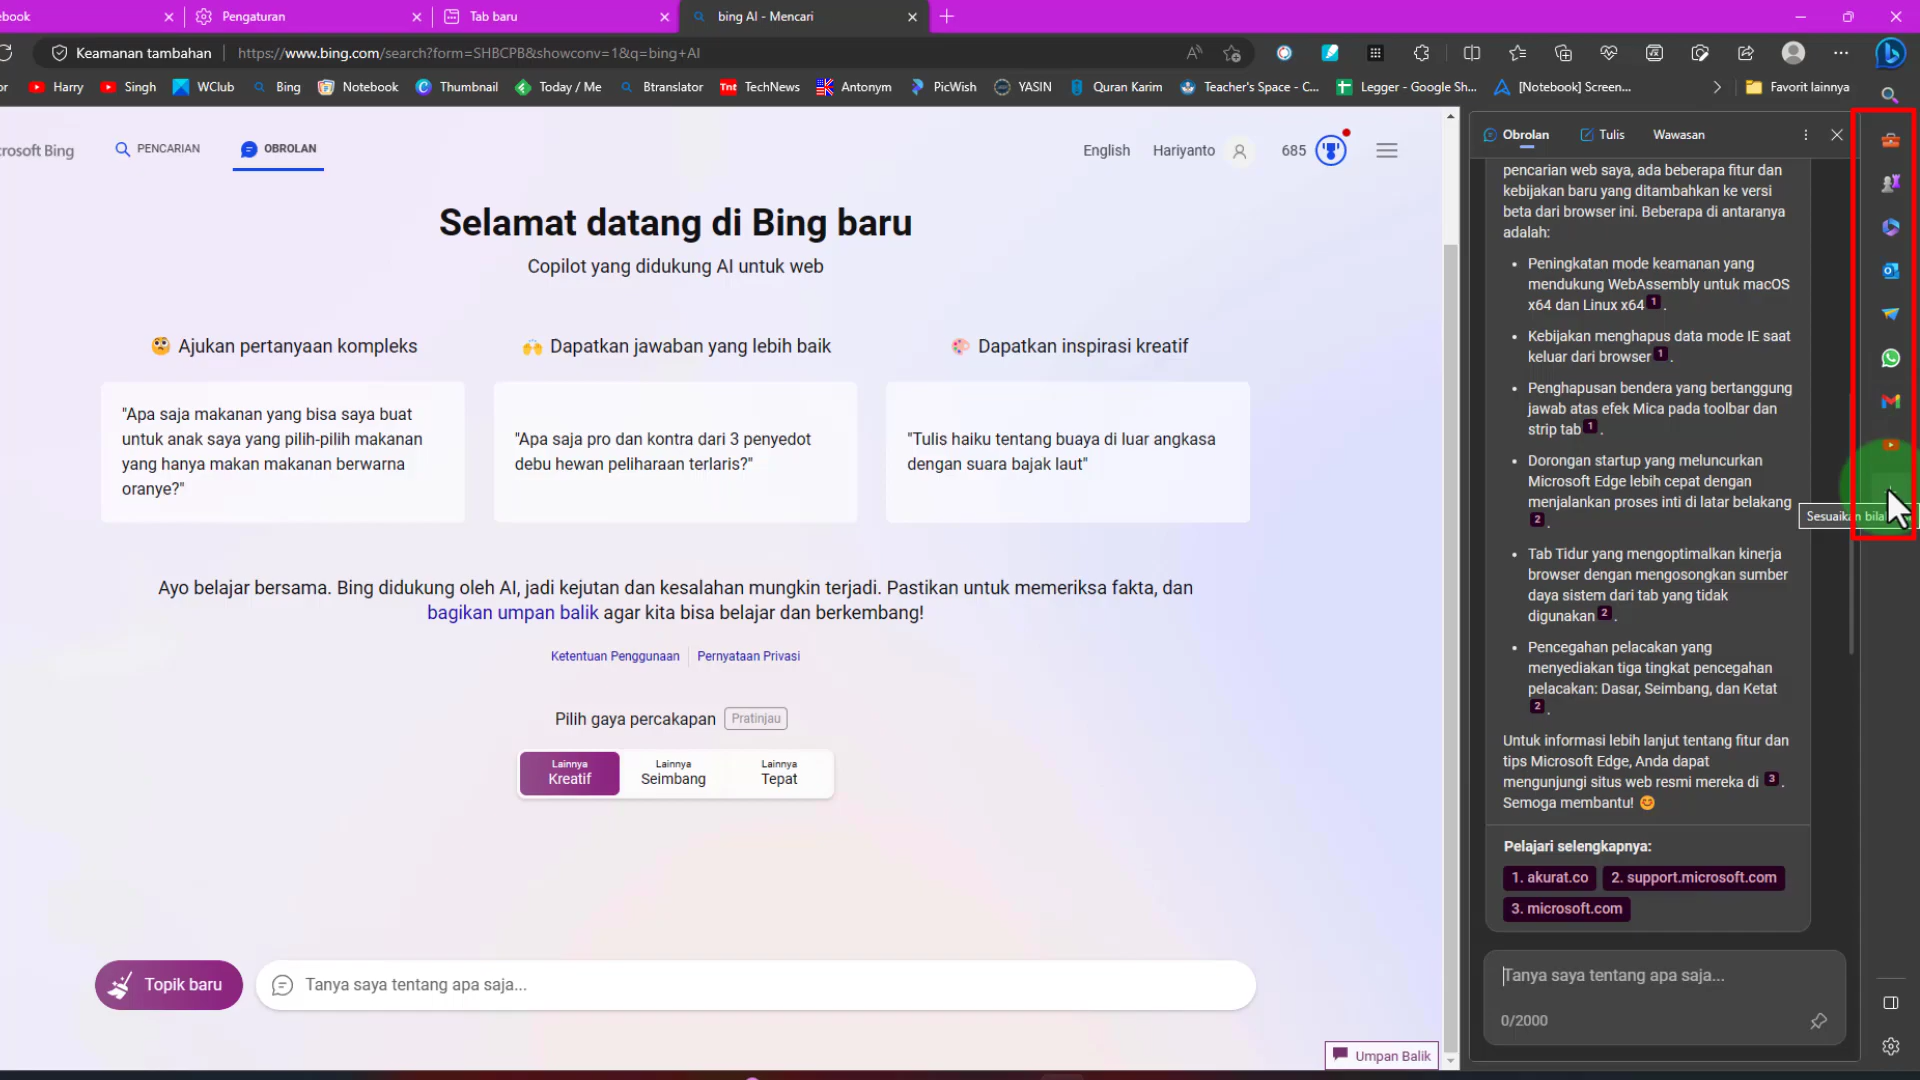 ebook
Pengaturan
Tab baru
bing AI - Mencari
Keamanan tambahan
https://www.bing.com/search?form=SHBCPB&showconv=1&q=bing+AI
or
Harry
Singh
WClub
Bing
Notebook
Thumbnail
Today / Me
Btranslator
TechNews
Antonym
PicWish
YASIN
Quran Karim
Teacher's Space - C...
Legger - Google Sh...
[Notebook] Screen...
Favorit lainnya
crosoft Bing
PENCARIAN
OBROLAN
English
Hariyanto
685
Selamat datang di Bing baru
Copilot yang didukung AI untuk web
Ajukan pertanyaan kompleks
Dapatkan jawaban yang lebih baik
Dapatkan inspirasi kreatif
"Apa saja makanan yang bisa saya buat
untuk anak saya yang pilih-pilih makanan
yang hanya makan makanan berwarna
oranye?"
"Apa saja pro dan kontra dari 3 penyedot
debu hewan peliharaan terlaris?"
"Tulis haiku tentang buaya di luar angkasa
dengan suara bajak laut"
Ayo belajar bersama. Bing didukung oleh AI, jadi kejutan dan kesalahan mungkin terjadi. Pastikan untuk memeriksa fakta, dan
bagikan umpan balik agar kita bisa belajar dan berkembang!
Ketentuan Penggunaan
Pernyataan Privasi
Pilih gaya percakapan
Pratinjau
Lainnya
Kreatif
Lainnya
Seimbang
Lainnya
Tepat
Topik baru
Tanya saya tentang apa saja...
Umpan Balik
Obrolan
Tulis
Wawasan
pencarian web saya, ada beberapa fitur dan
kebijakan baru yang ditambahkan ke versi
beta dari browser ini. Beberapa di antaranya
adalah:
• Peningkatan mode keamanan yang
mendukung WebAssembly untuk macOS
x64 dan Linux x64 1 .
• Kebijakan menghapus data mode IE saat
keluar dari browser 1 .
• Penghapusan bendera yang bertanggung
jawab atas efek Mica pada toolbar dan
strip tab 1 .
• Dorongan startup yang meluncurkan
Microsoft Edge lebih cepat dengan
menjalankan proses inti di latar belakang
2 .
• Tab Tidur yang mengoptimalkan kinerja
browser dengan mengosongkan sumber
daya sistem dari tab yang tidak
digunakan 2 .
• Pencegahan pelacakan yang
menyediakan tiga tingkat pencegahan
pelacakan: Dasar, Seimbang, dan Ketat
2 .
Untuk informasi lebih lanjut tentang fitur dan
tips Microsoft Edge, Anda dapat
mengunjungi situs web resmi mereka di 3 .
Semoga membantu!
Pelajari selengkapnya:
1. akurat.co
2. support.microsoft.com
3. microsoft.com
Tanya saya tentang apa saja...
0/2000
Sesuaikan bila